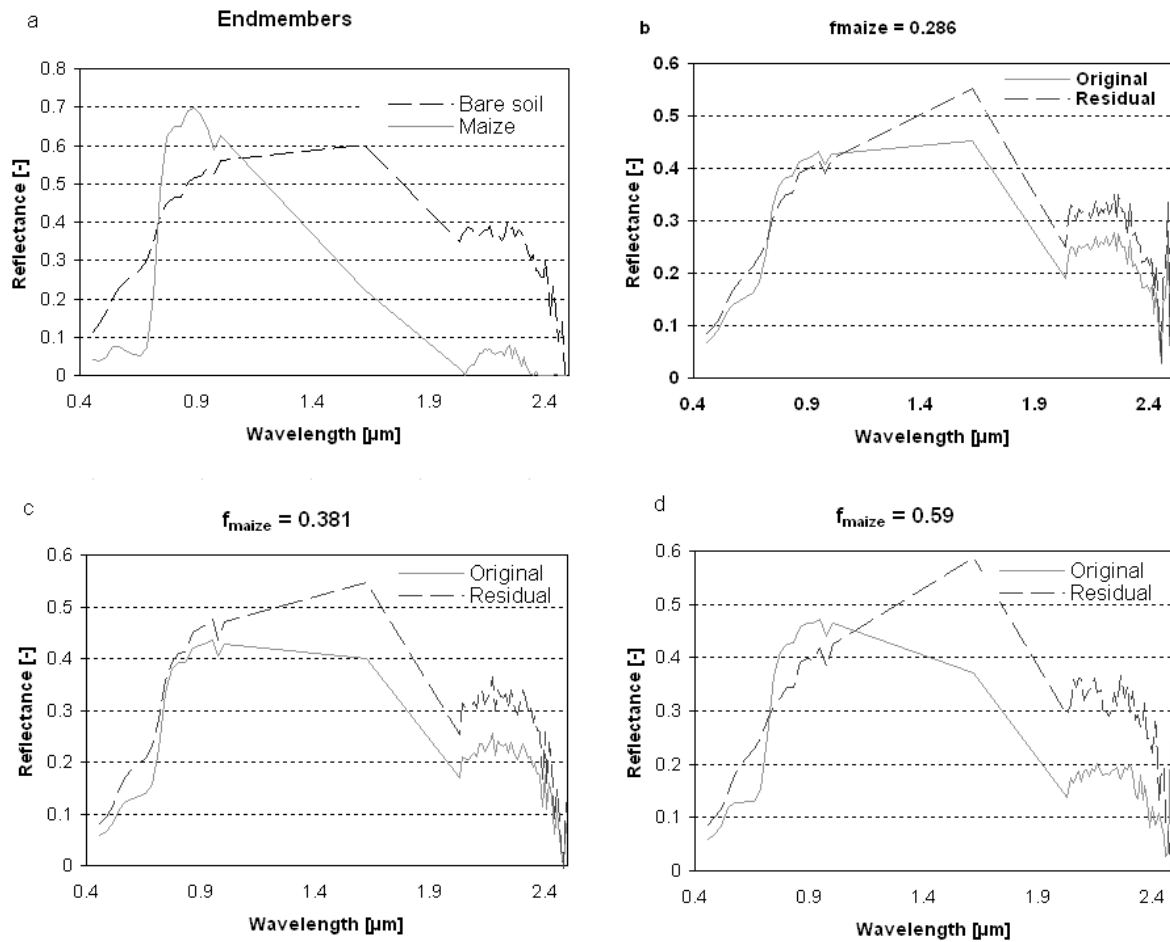 a
Endmembers
0.8
0.7
0.6
0.5
0.4
0.3
0.2
0.1
0
Reflectance [-]
Bare soil
Maize
0.4 0.9 1.4 1.9 2.4
Wavelength [µm]
b
fmaize = 0.286
0.6
0.5
0.4
0.3
0.2
0.1
0
Reflectance [-]
Original
Residual
0.4 0.9 1.4 1.9 2.4
Wavelength [µm]
c
fmaize = 0.381
0.6
0.5
0.4
0.3
0.2
0.1
0
Reflectance [-]
Original
Residual
0.4 0.9 1.4 1.9 2.4
Wavelength [µm]
d
fmaize = 0.59
0.6
0.5
0.4
0.3
0.2
0.1
0
Reflectance [-]
Original
Residual
0.4 0.9 1.4 1.9 2.4
Wavelength [µm]